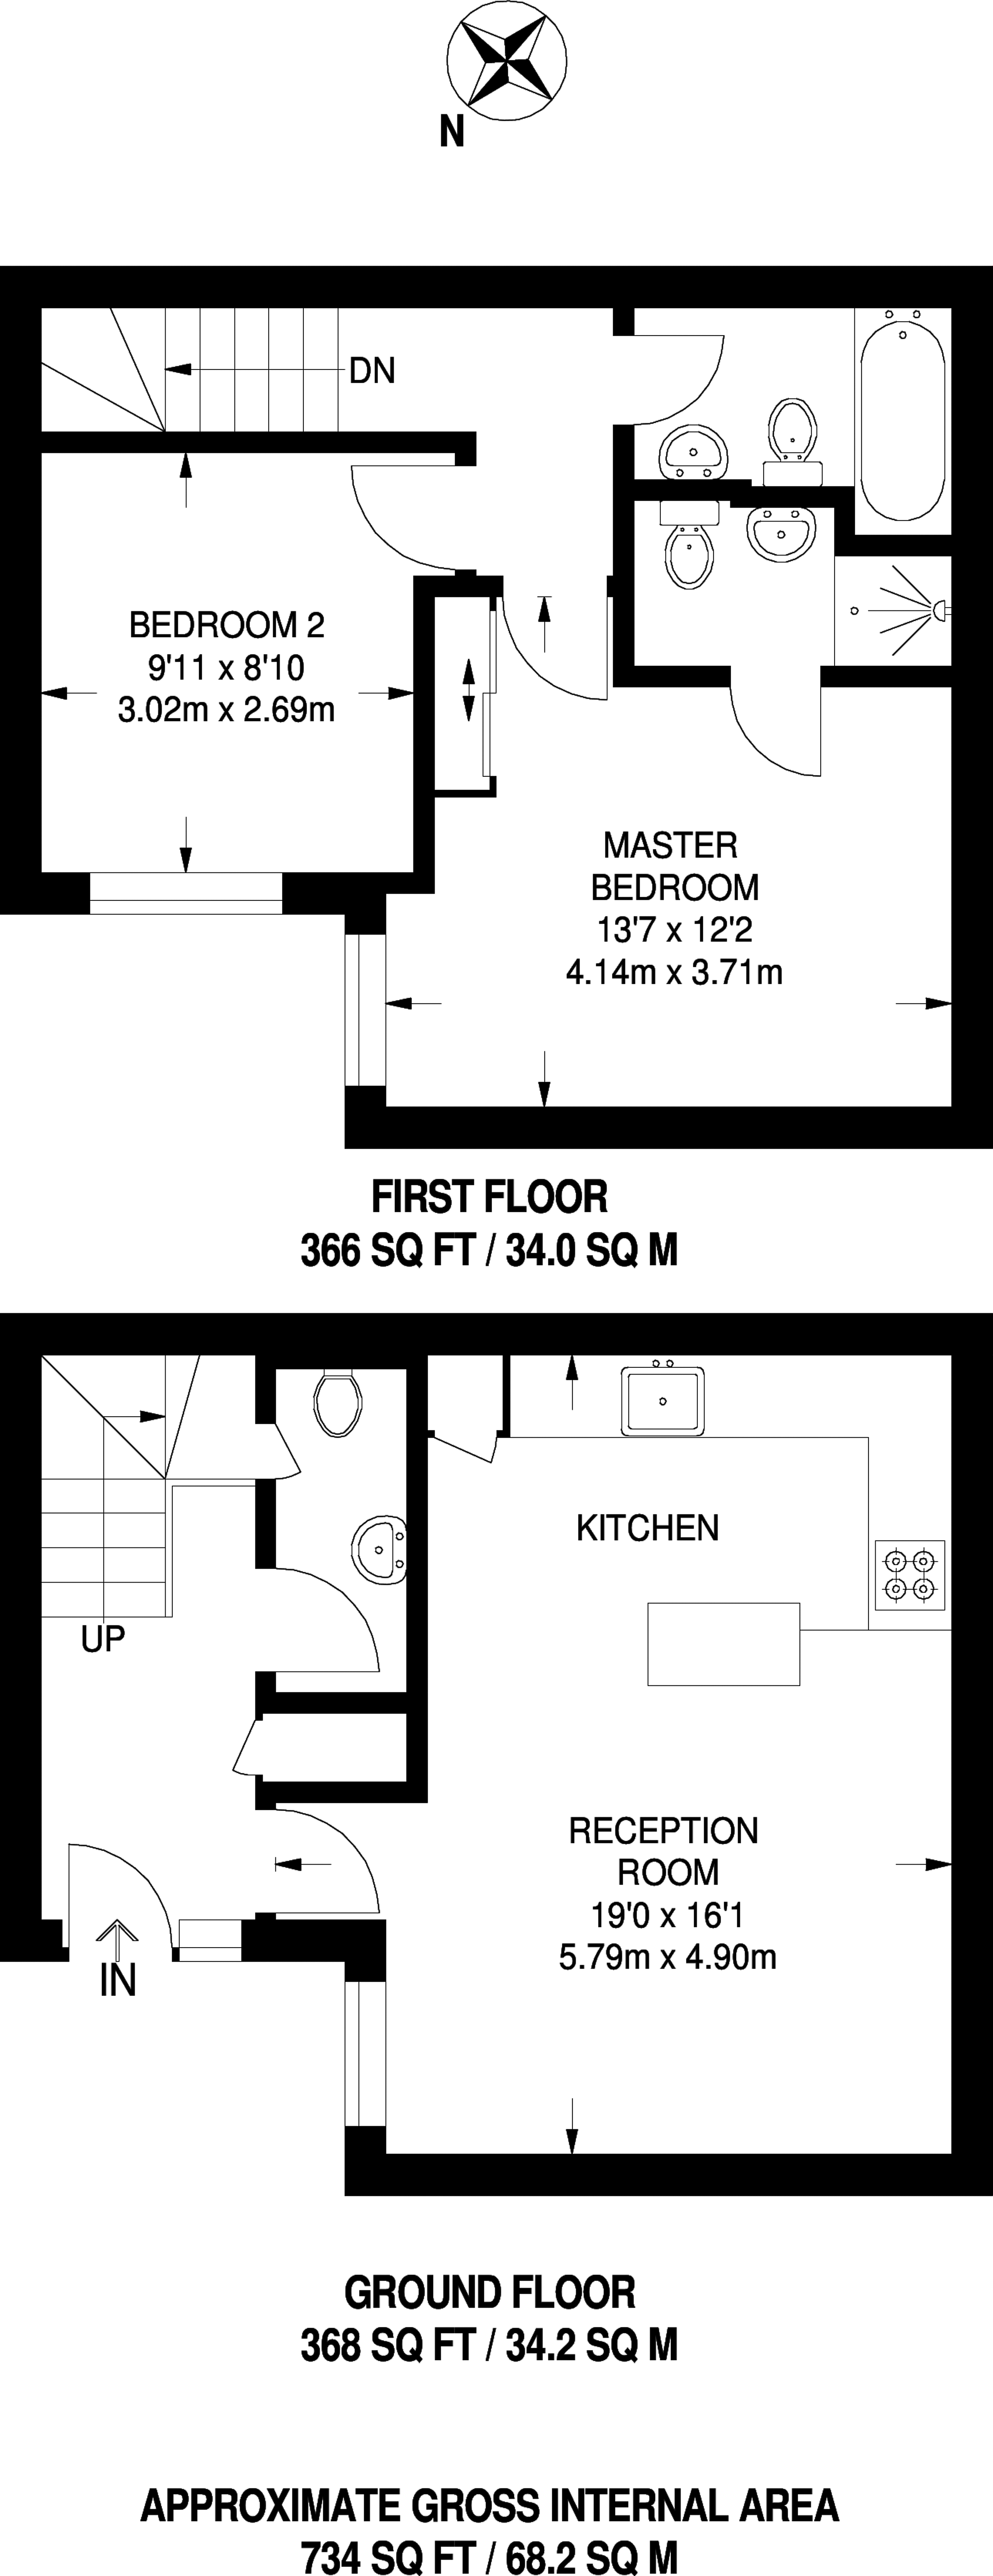 N
DN
BEDROOM 2
9'11 x 8'10
3.02m x 2.69m
MASTER
BEDROOM
13'7 x 12'2
4.14m x 3.71m
FIRST FLOOR
366 SQ FT / 34.0 SQ M
KITCHEN
UP
RECEPTION
ROOM
19'0 x 16'1
5.79m x 4.90m
IN
GROUND FLOOR
368 SQ FT / 34.2 SQ M
APPROXIMATE GROSS INTERNAL AREA
734 SQ FT / 68.2 SQ M